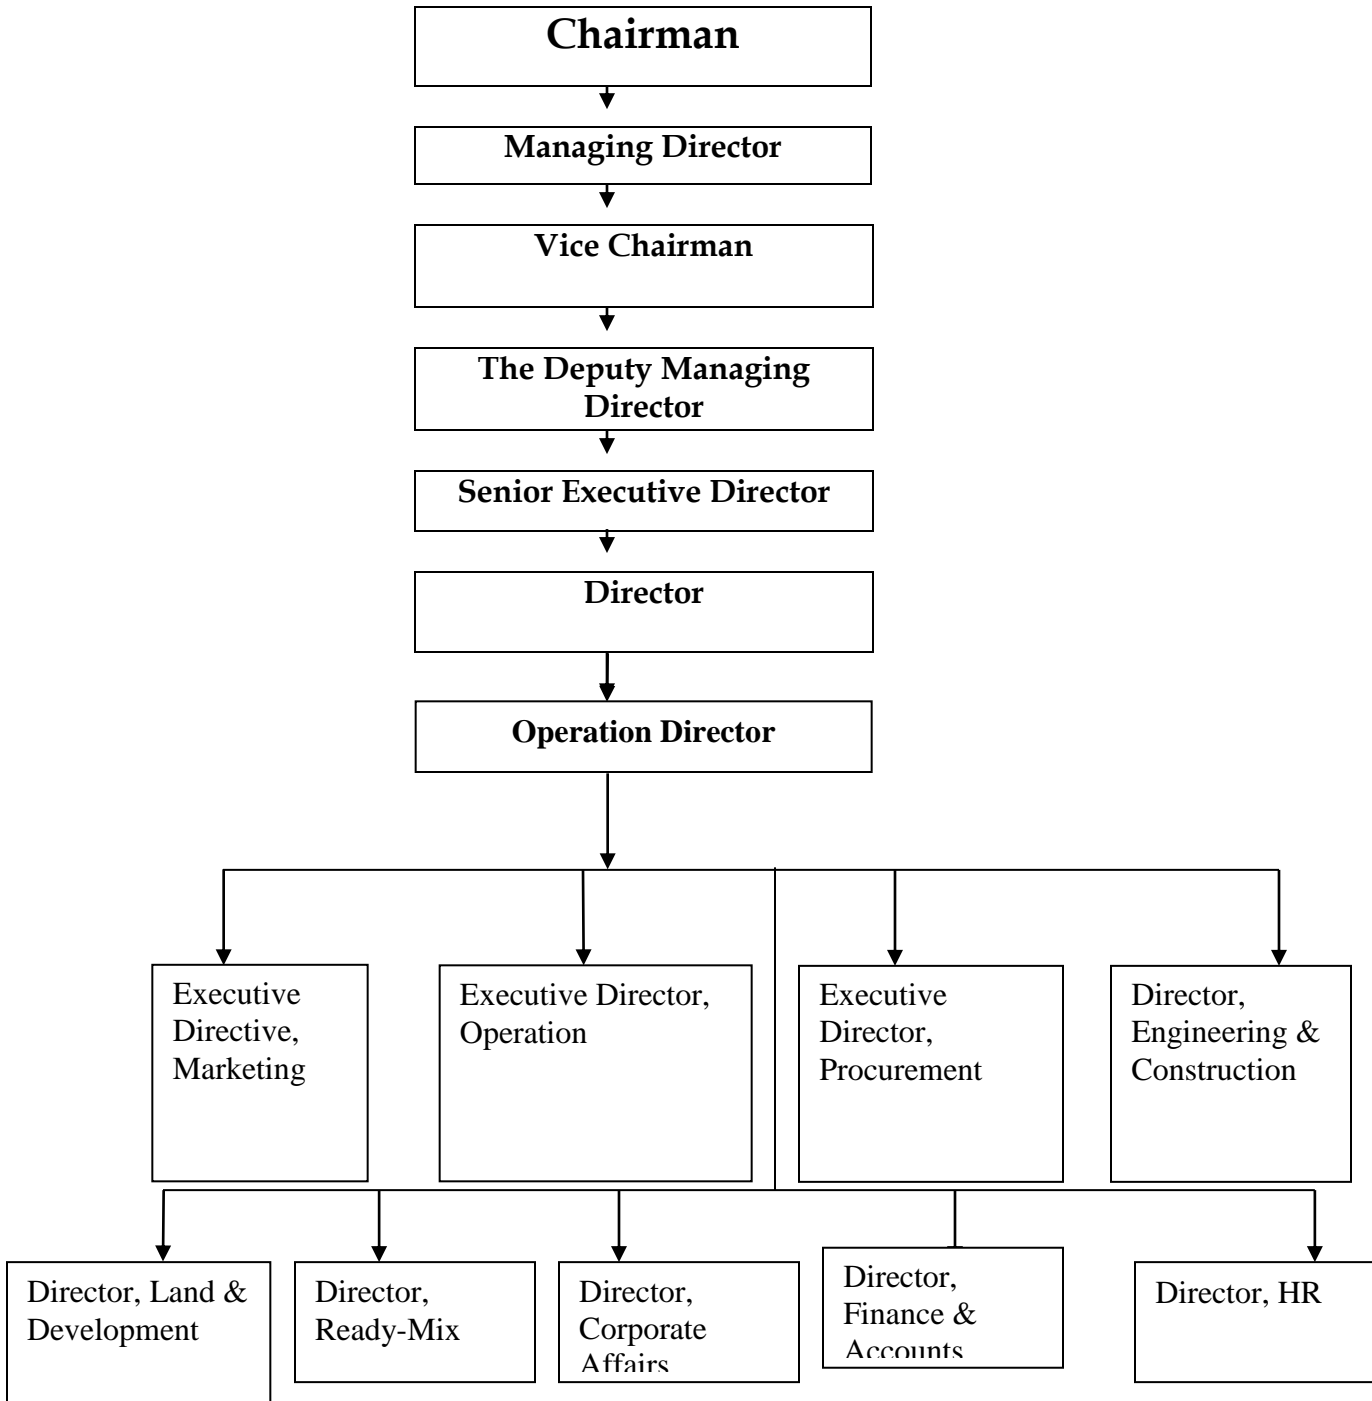 Chairman
Managing Director
Vice Chairman
The Deputy Managing
Director
Senior Executive Director
Director
Operation Director
Executive
Directive,
Marketing
Executive Director,
Operation
Executive
Director,
Procurement
Director,
Engineering &
Construction
Director, Land &
Development
Director,
Ready-Mix
Director,
Corporate
Affairs
Director,
Finance &
Accounts
Director, HR